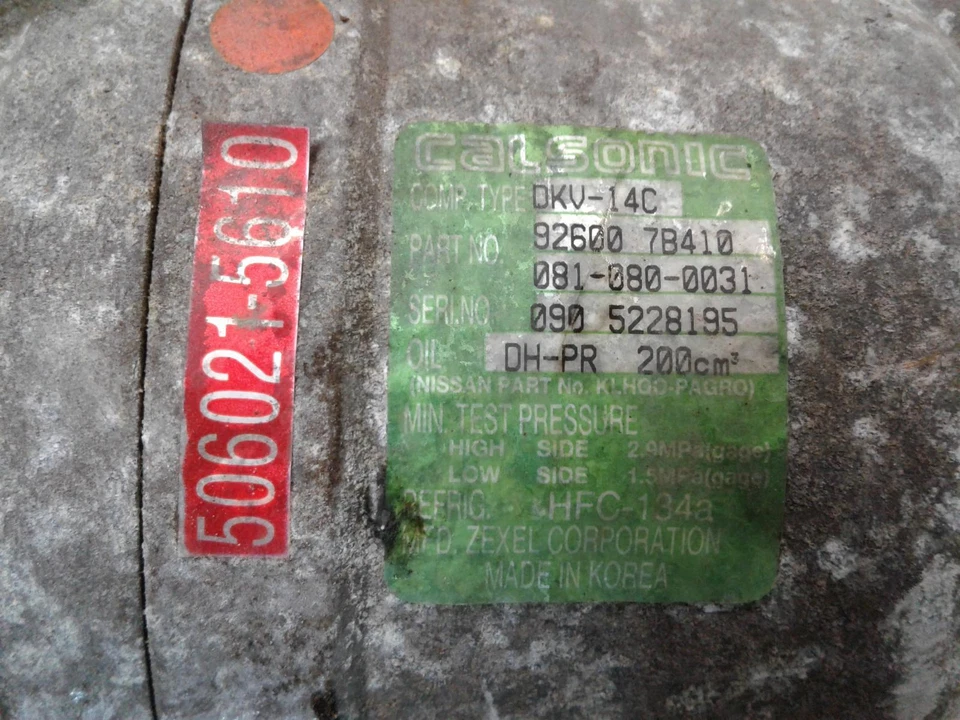 506021-5610
CALSONIC
COMP. TYPE DKV-14C
P
PART NO. 92600 7B410
081-080-0031
SERI.NO. 090 5228195
OIL DH-PR 200cm³
(NISSAN PART No. KLH00-PAGR0)
MIN. TEST PRESSURE
HIGH SIDE 2.9MPa(gage)
LOW SIDE 1.5MPa(gage)
REFRIG. HFC-134a
MFD. ZEXEL CORPORATION
MADE IN KOREA